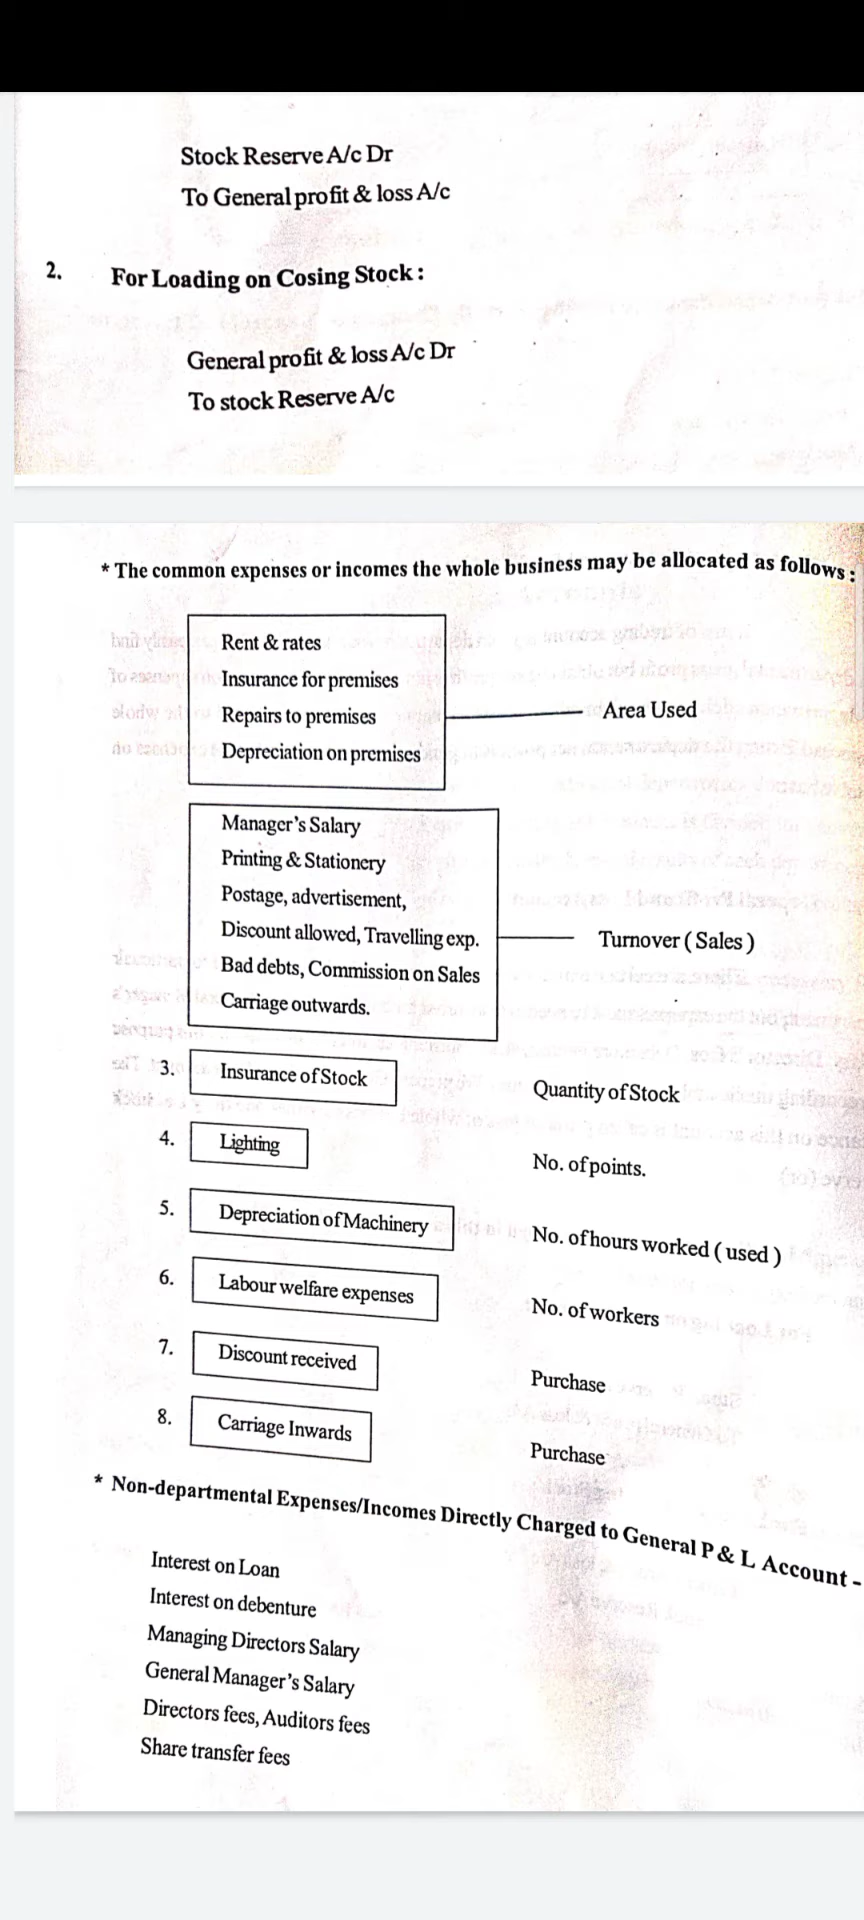 Stock Reserve A/c Dr
To General profit & loss A/c
2. For Loading on Cosing Stock :
General profit & loss A/c Dr
To stock Reserve A/c
* The common expenses or incomes the whole business may be allocated as follows :
Rent & rates
Insurance for premises
Repairs to premises
Area Used
Depreciation on premises
Manager's Salary
Printing & Stationery
Postage, advertisement,
Discount allowed, Travelling exp.
Turnover ( Sales )
Bad debts, Commission on Sales
Carriage outwards.
3. Insurance of Stock Quantity of Stock
4. Lighting No. of points.
5. Depreciation of Machinery No. of hours worked ( used )
6. Labour welfare expenses No. of workers
7. Discount received Purchase
8. Carriage Inwards Purchase
* Non-departmental Expenses/Incomes Directly Charged to General P & L Account -
Interest on Loan
Interest on debenture
Managing Directors Salary
General Manager's Salary
Directors fees, Auditors fees
Share transfer fees